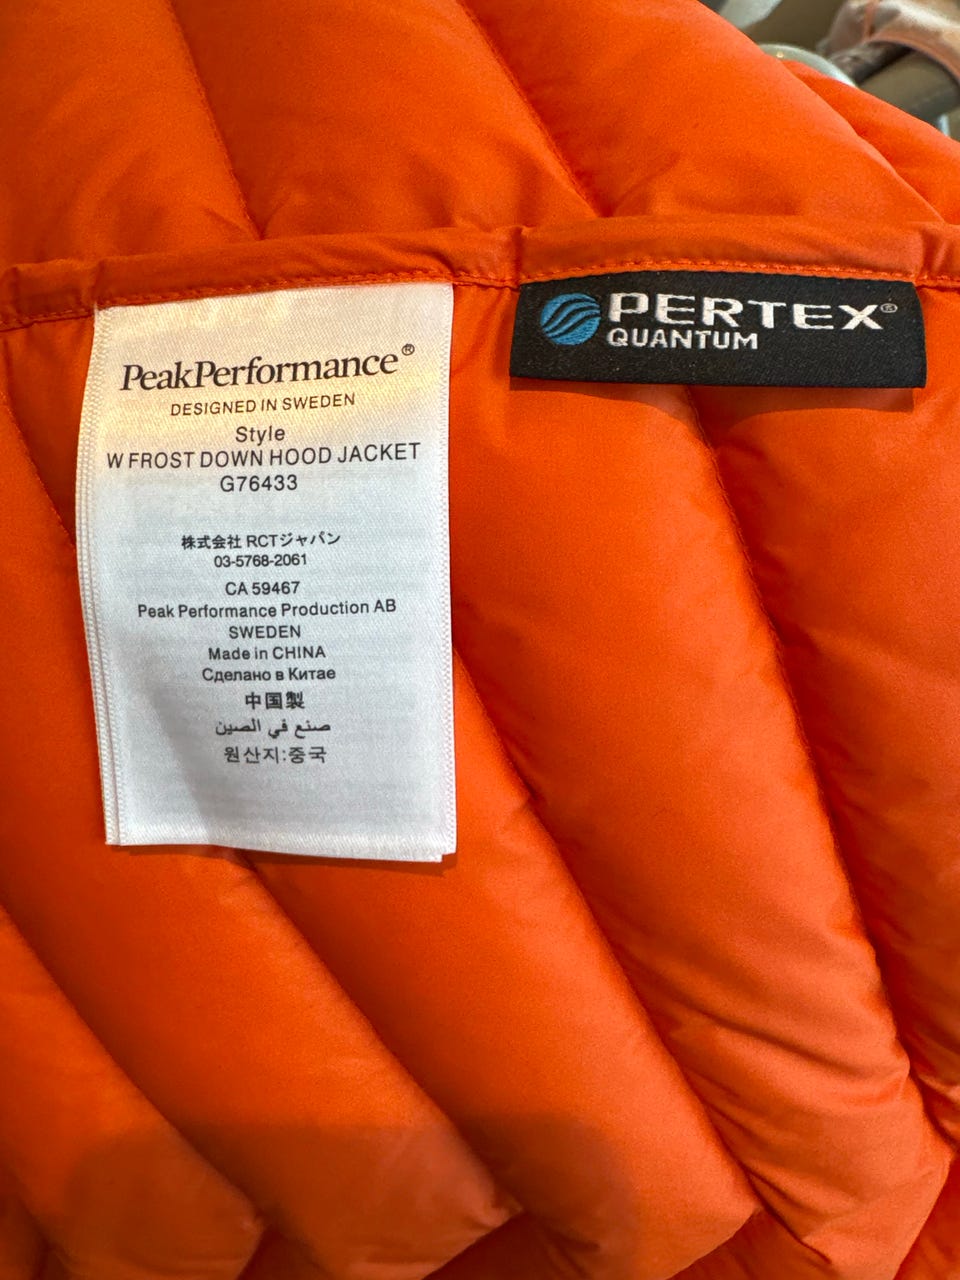 PeakPerformance®
DESIGNED IN SWEDEN
Style
W FROST DOWN HOOD JACKET
G76433
株式会社 RCTジャパン
03-5768-2061
CA 59467
Peak Performance Production AB
SWEDEN
Made in CHINA
Сделано в Китае
中国製
صنع في الصين
원산지:중국
PERTEX®
QUANTUM